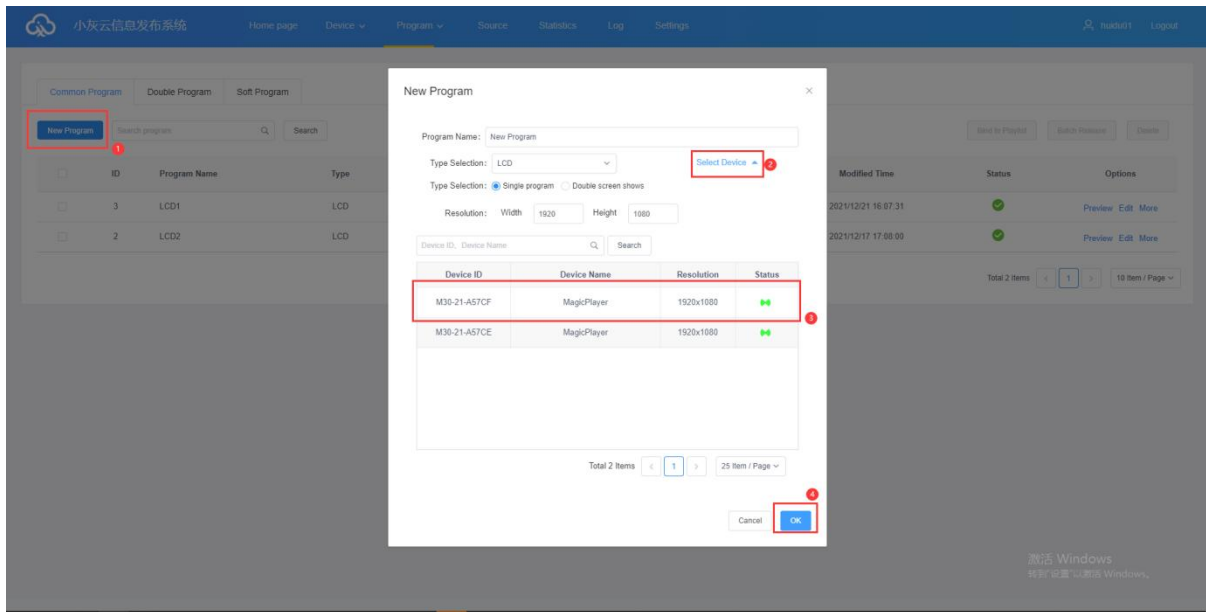 小灰云信息发布系统 Home page Device Program Source Statistics Log Settings huidu01 Logout
Common Program Double Program Soft Program
New Program Search program Search Batch Release Delete
1
ID Program Name Type Modified Time Status Options
3 LCD1 LCD 2021/12/21 16:07:31 Preview Edit More
2 LCD2 LCD 2021/12/17 17:08:00 Preview Edit More
Total 2 Items < 1 > 10 Item / Page
New Program ×
Program Name: New Program
Type Selection: LCD Select Device 2
Type Selection: Single program Double screen shows
Resolution: Width 1920 Height 1080
Device ID, Device Name Search
Device ID Device Name Resolution Status
M30-21-A57CF MagicPlayer 1920x1080
3
M30-21-A57CE MagicPlayer 1920x1080
Total 2 Items < 1 > 25 Item / Page
4
Cancel OK
激活 Windows
转到"设置"以激活 Windows。